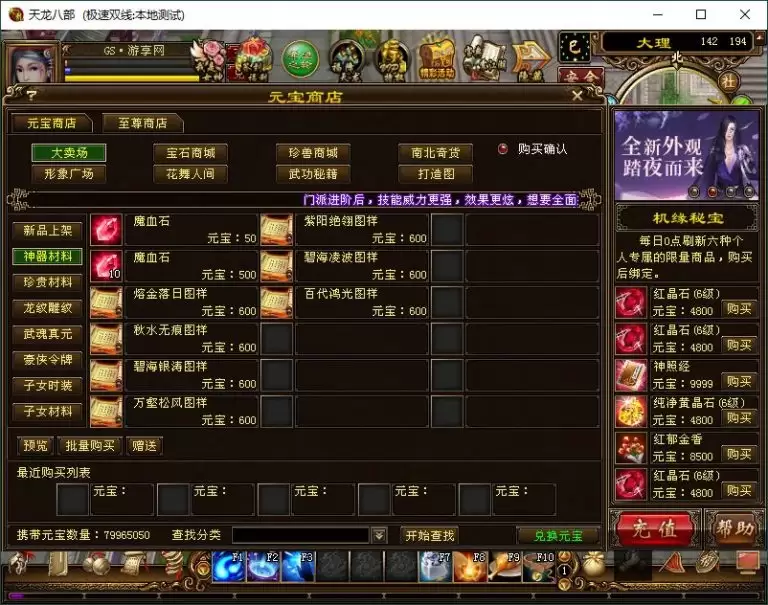 天龙八部 (极速双线:本地测试)
GS·游享网
精彩活动
大理 142 194
北
安全
社
? 元宝商店
元宝商店 至尊商店
大卖场 宝石商城 珍兽商城 南北奇货 购买确认
形象广场 花舞人间 武功秘籍 打造图
门派进阶后，技能威力更强，效果更炫，想要全面
新品上架
神器材料
珍贵材料
龙纹雕纹
武魂真元
豪侠令牌
子女时装
子女材料
魔血石
元宝：50
紫阳绝翎图样
元宝：600
魔血石
10
元宝：500
碧海凌波图样
元宝：600
熔金落日图样
元宝：600
百代鸿光图样
元宝：600
秋水无痕图样
元宝：600
碧海银涛图样
元宝：600
万壑松风图样
元宝：600
预览 批量购买 赠送
最近购买列表
元宝： 元宝： 元宝： 元宝： 元宝：
携带元宝数量：79965050 查找分类 开始查找 兑换元宝
全新外观
踏夜而来
机缘秘宝
每日0点刷新六种个
人专属的限量商品，购买
后绑定。
红晶石(6级)
元宝：4800 购买
红晶石(6级)
元宝：4800 购买
神照经
元宝：9999 购买
纯净黄晶石(6级)
元宝：4800 购买
红郁金香
元宝：8500 购买
红晶石(6级)
元宝：4800 购买
充值 帮助
F1 F2 F3 F7 F8 F9 F10
1